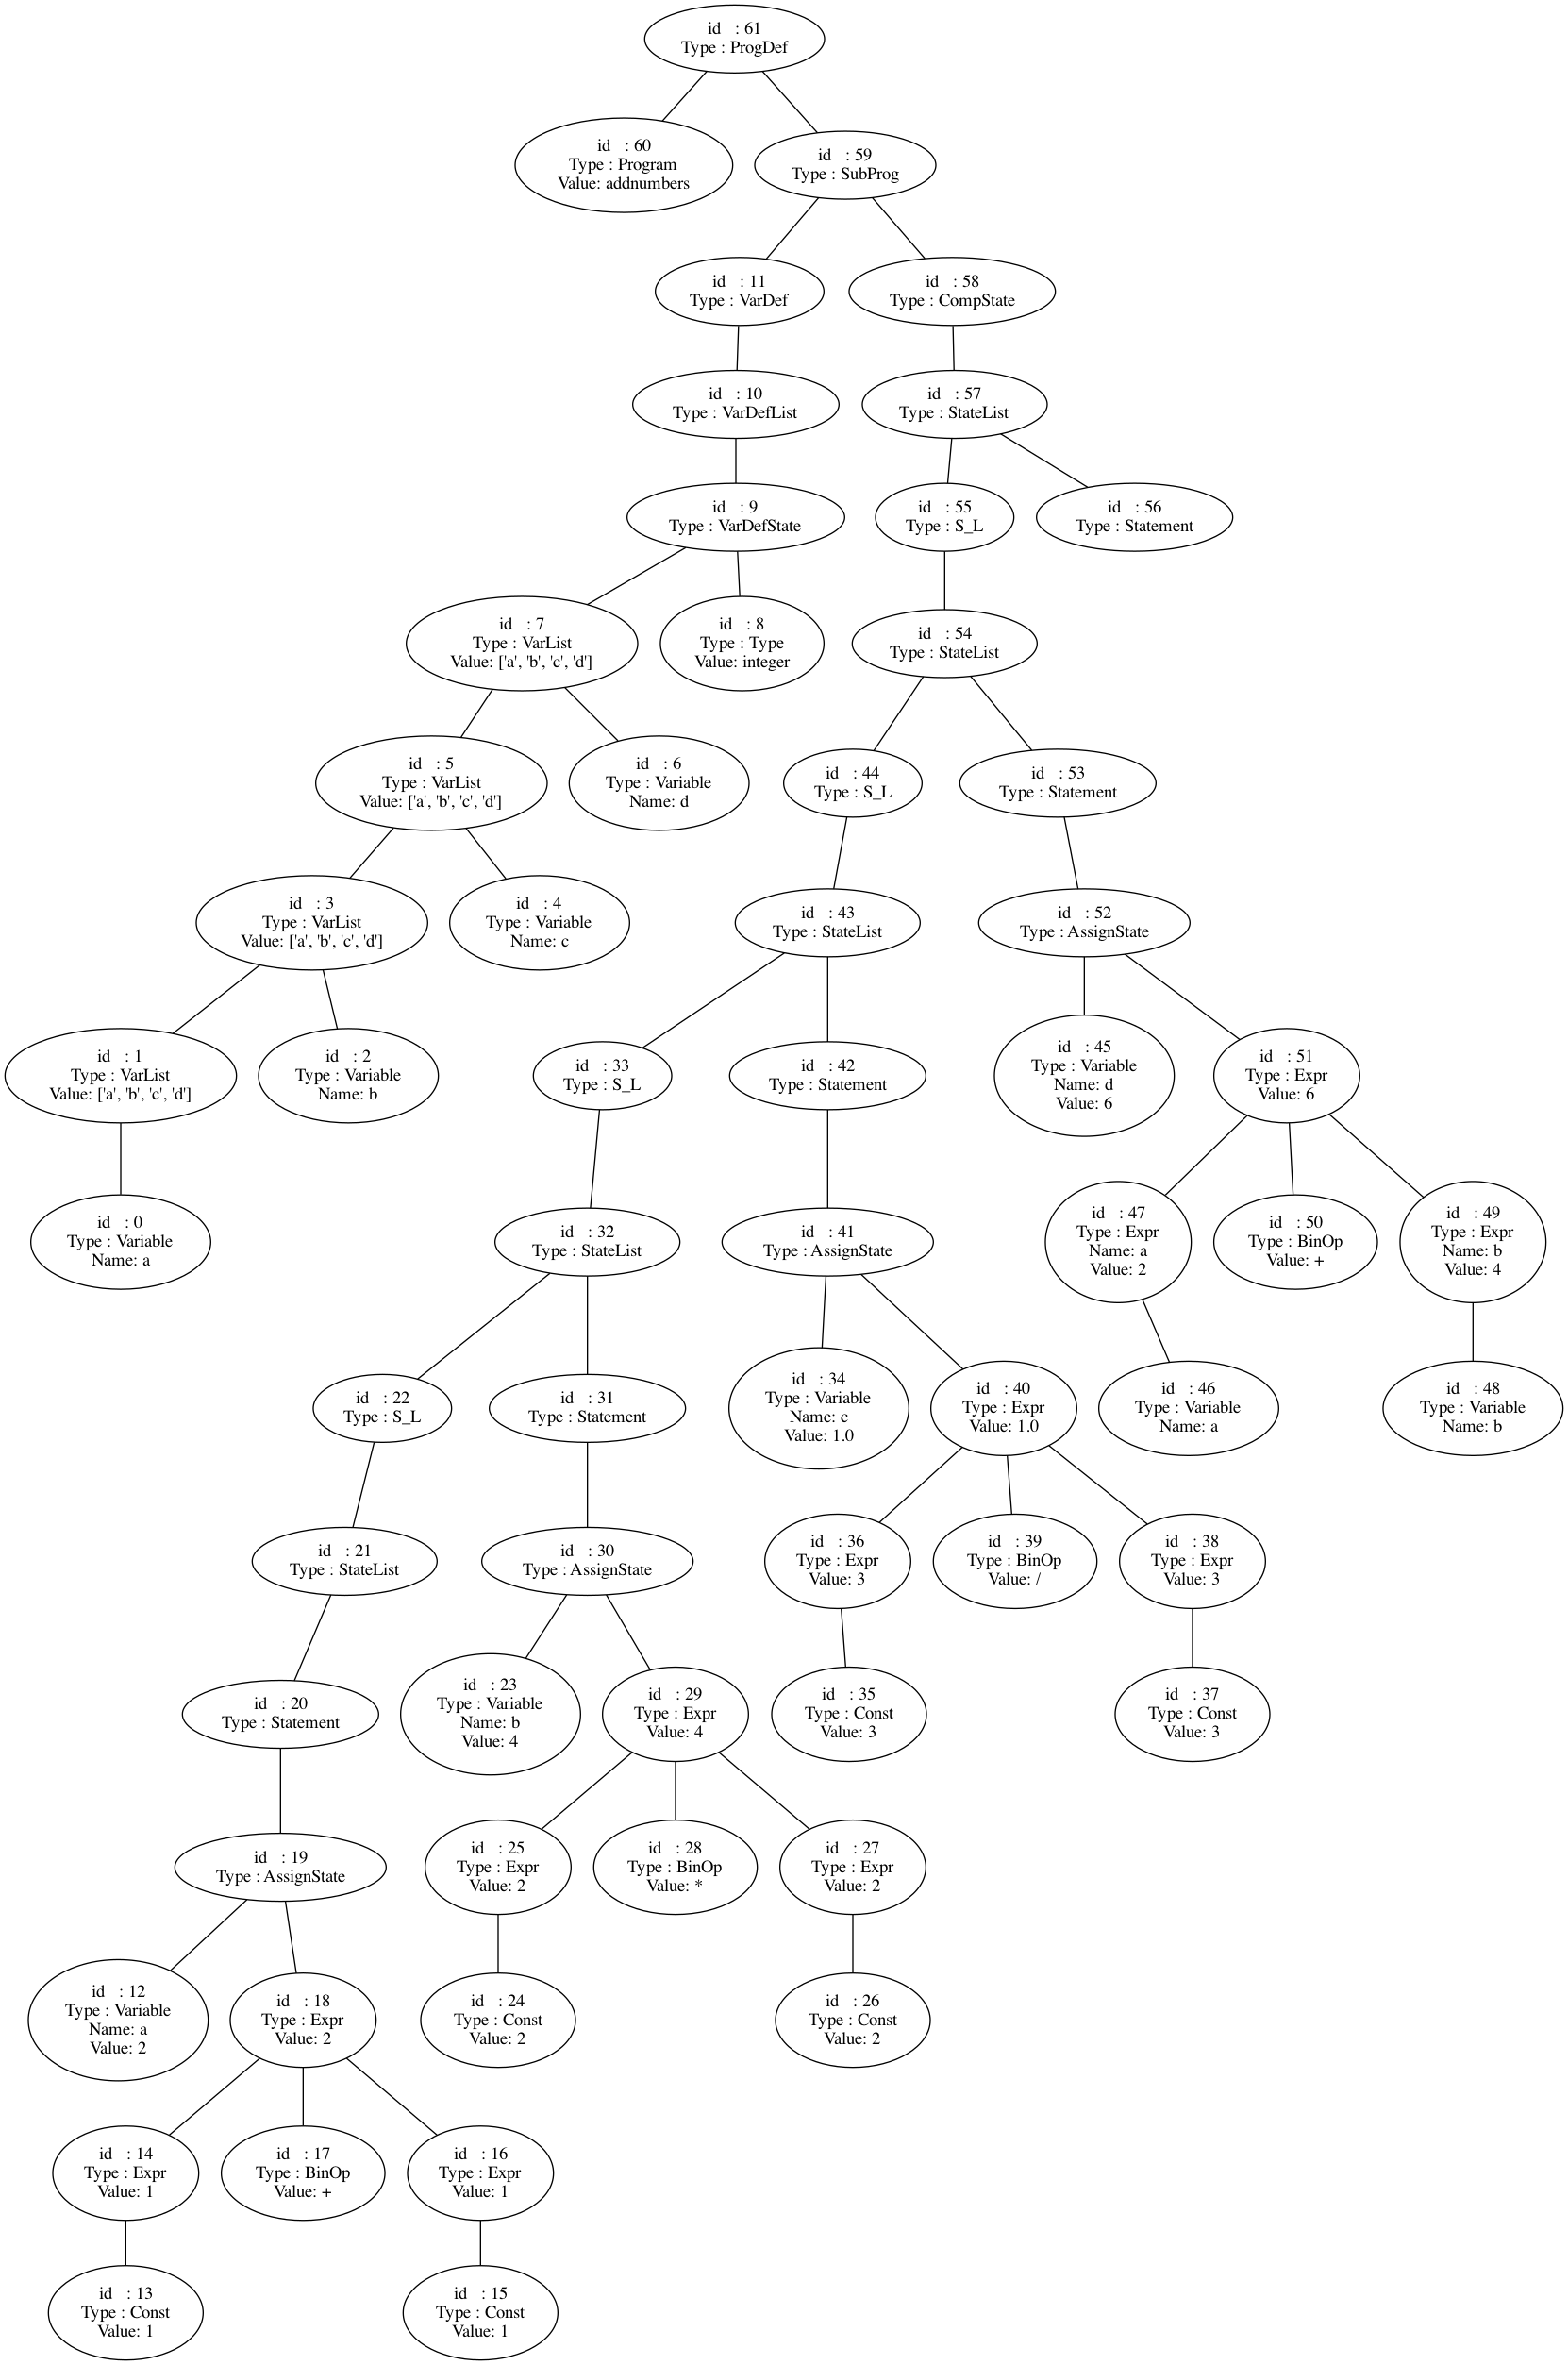 id : 61
Type : ProgDef
id : 60
Type : Program
Value: addnumbers
id : 59
Type : SubProg
id : 11
Type : VarDef
id : 58
Type : CompState
id : 10
Type : VarDefList
id : 57
Type : StateList
id : 9
Type : VarDefState
id : 55
Type : S_L
id : 56
Type : Statement
id : 7
Type : VarList
Value: ['a', 'b', 'c', 'd']
id : 8
Type : Type
Value: integer
id : 54
Type : StateList
id : 5
Type : VarList
Value: ['a', 'b', 'c', 'd']
id : 6
Type : Variable
Name: d
id : 44
Type : S_L
id : 53
Type : Statement
id : 3
Type : VarList
Value: ['a', 'b', 'c', 'd']
id : 4
Type : Variable
Name: c
id : 43
Type : StateList
id : 52
Type : AssignState
id : 1
Type : VarList
Value: ['a', 'b', 'c', 'd']
id : 2
Type : Variable
Name: b
id : 33
Type : S_L
id : 42
Type : Statement
id : 45
Type : Variable
Name: d
Value: 6
id : 51
Type : Expr
Value: 6
id : 0
Type : Variable
Name: a
id : 32
Type : StateList
id : 41
Type : AssignState
id : 47
Type : Expr
Name: a
Value: 2
id : 50
Type : BinOp
Value: +
id : 49
Type : Expr
Name: b
Value: 4
id : 22
Type : S_L
id : 31
Type : Statement
id : 34
Type : Variable
Name: c
Value: 1.0
id : 40
Type : Expr
Value: 1.0
id : 46
Type : Variable
Name: a
id : 48
Type : Variable
Name: b
id : 21
Type : StateList
id : 30
Type : AssignState
id : 36
Type : Expr
Value: 3
id : 39
Type : BinOp
Value: /
id : 38
Type : Expr
Value: 3
id : 20
Type : Statement
id : 23
Type : Variable
Name: b
Value: 4
id : 29
Type : Expr
Value: 4
id : 35
Type : Const
Value: 3
id : 37
Type : Const
Value: 3
id : 19
Type : AssignState
id : 25
Type : Expr
Value: 2
id : 28
Type : BinOp
Value: *
id : 27
Type : Expr
Value: 2
id : 12
Type : Variable
Name: a
Value: 2
id : 18
Type : Expr
Value: 2
id : 24
Type : Const
Value: 2
id : 26
Type : Const
Value: 2
id : 14
Type : Expr
Value: 1
id : 17
Type : BinOp
Value: +
id : 16
Type : Expr
Value: 1
id : 13
Type : Const
Value: 1
id : 15
Type : Const
Value: 1